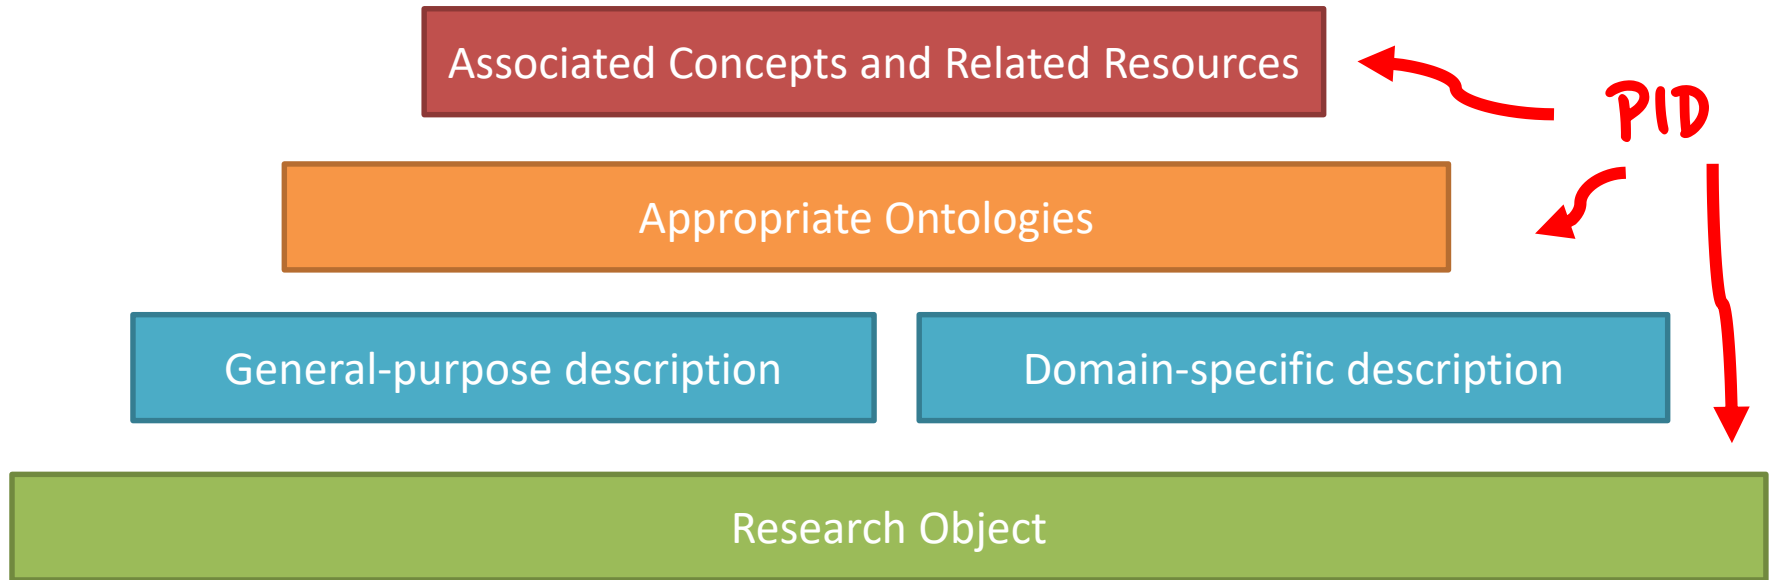 Associated Concepts and Related Resources
PID
Appropriate Ontologies
General-purpose description
Domain-specific description
Research Object